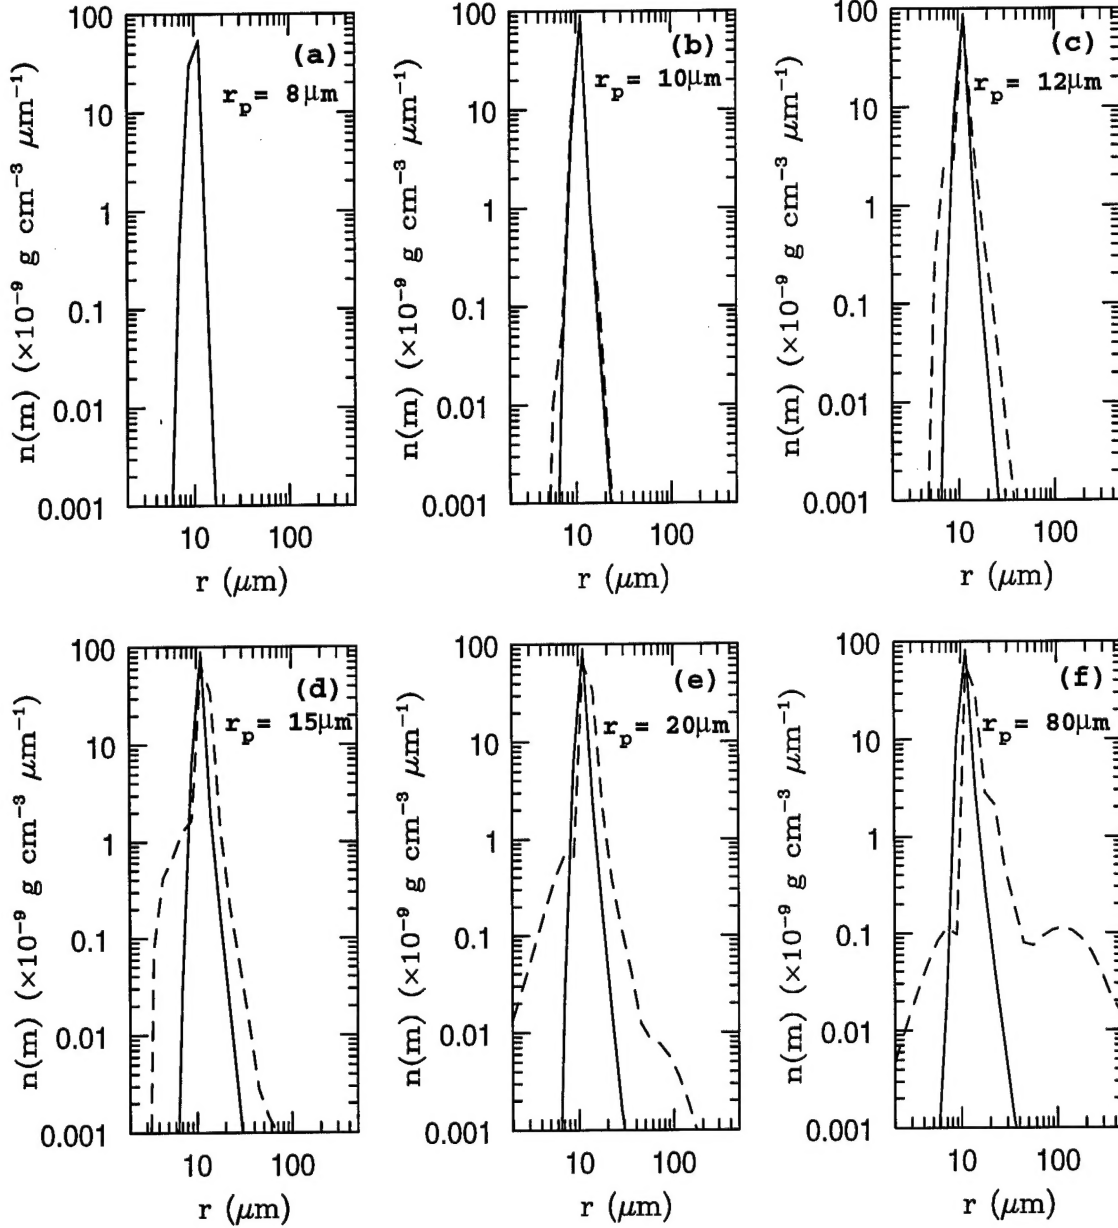 100
10
1
0.1
0.01
0.001
n(m) (×10⁻⁹ g cm⁻³ μm⁻¹)
(a)
r_p= 8μm
10 100
r (μm)
100
10
1
0.1
0.01
0.001
n(m) (×10⁻⁹ g cm⁻³ μm⁻¹)
(b)
r_p= 10μm
10 100
r (μm)
100
10
1
0.1
0.01
0.001
n(m) (×10⁻⁹ g cm⁻³ μm⁻¹)
(c)
r_p= 12μm
10 100
r (μm)
100
10
1
0.1
0.01
0.001
n(m) (×10⁻⁹ g cm⁻³ μm⁻¹)
(d)
r_p= 15μm
10 100
r (μm)
100
10
1
0.1
0.01
0.001
n(m) (×10⁻⁹ g cm⁻³ μm⁻¹)
(e)
r_p= 20μm
10 100
r (μm)
100
10
1
0.1
0.01
0.001
n(m) (×10⁻⁹ g cm⁻³ μm⁻¹)
(f)
r_p= 80μm
10 100
r (μm)